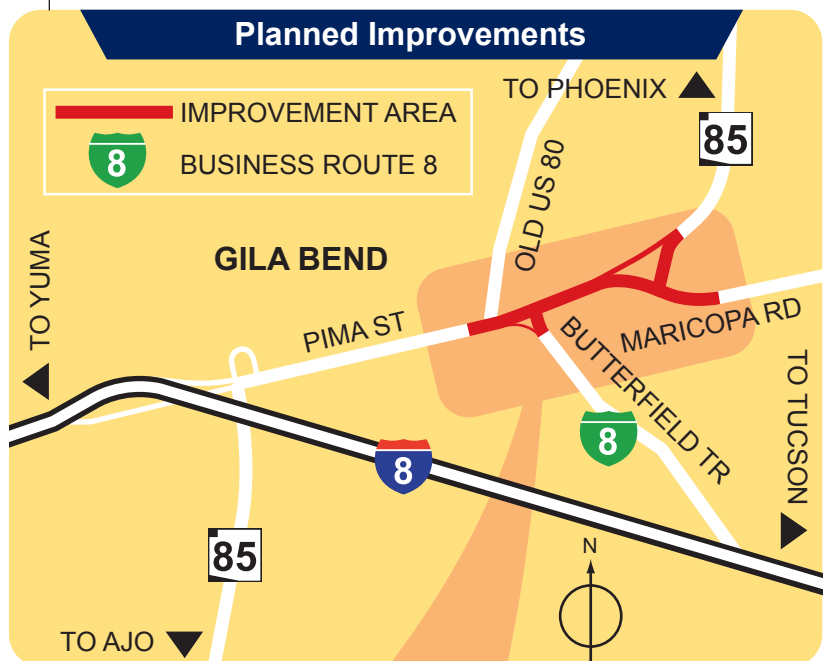 Planned Improvements
TO PHOENIX
IMPROVEMENT AREA
85
8
BUSINESS ROUTE 8
OLD US 80
GILA BEND
TO YUMA
PIMA ST
MARICOPA RD
BUTTERFIELD TR
TO TUCSON
8
8
85
N
TO AJO